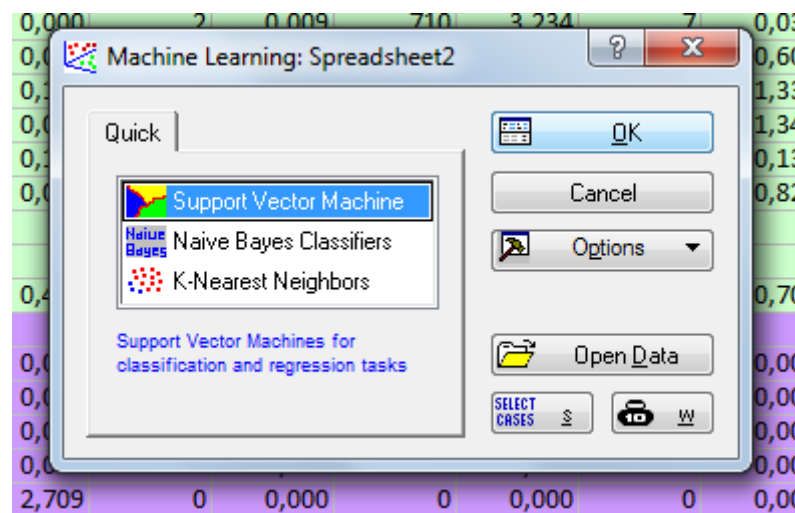 0,000 2 0,009 710 3,234 7
Machine Learning: Spreadsheet2
Quick
OK
Support Vector Machine
Cancel
Naive Bayes Naive Bayes Classifiers
Options
K-Nearest Neighbors
Support Vector Machines for
classification and regression tasks
Open Data
SELECT
CASES S
W
2,709 0 0,000 0 0,000 0